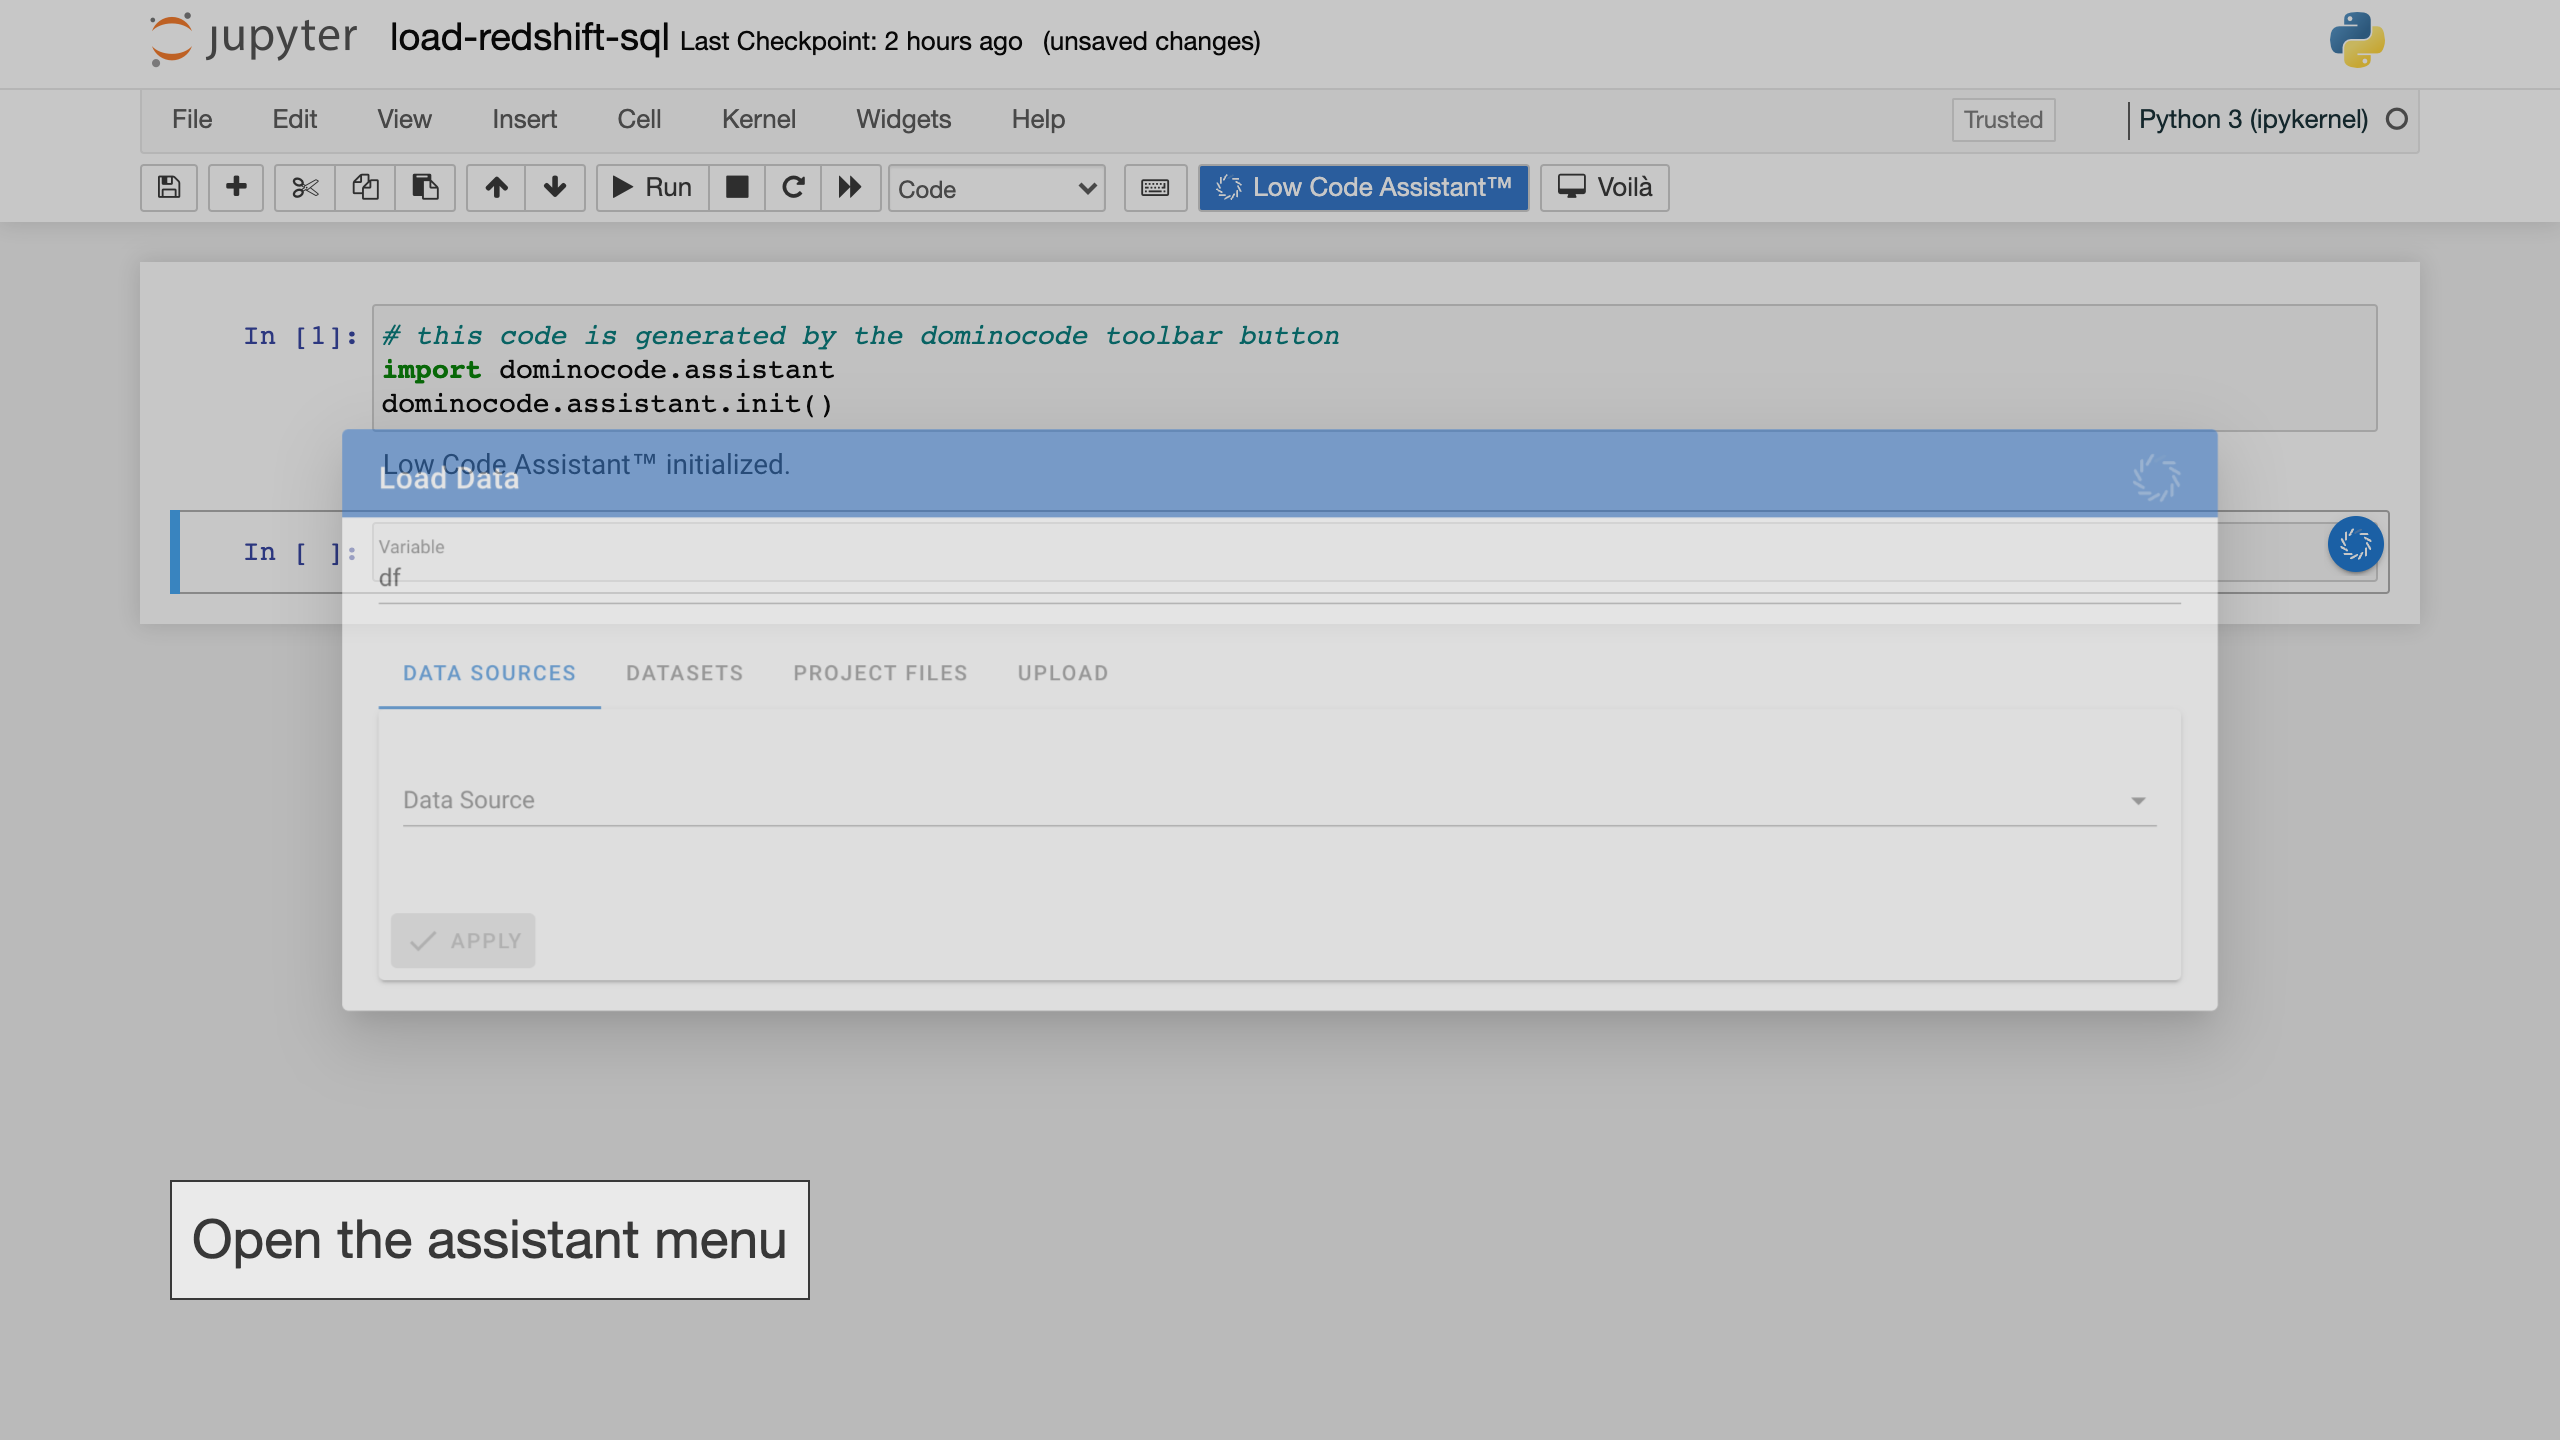 jupyter load-redshift-sql Last Checkpoint: 2 hours ago (unsaved changes)
File Edit View Insert Cell Kernel Widgets Help Trusted Python 3 (ipykernel)
Run Code Low Code Assistant™ Voilà
In [1]: # this code is generated by the dominocode toolbar button
import dominocode.assistant
dominocode.assistant.init()
Low Code Assistant™ initialized.
Load Data
In [ ]:
Variable
df
DATA SOURCES DATASETS PROJECT FILES UPLOAD
Data Source
APPLY
Open the assistant menu